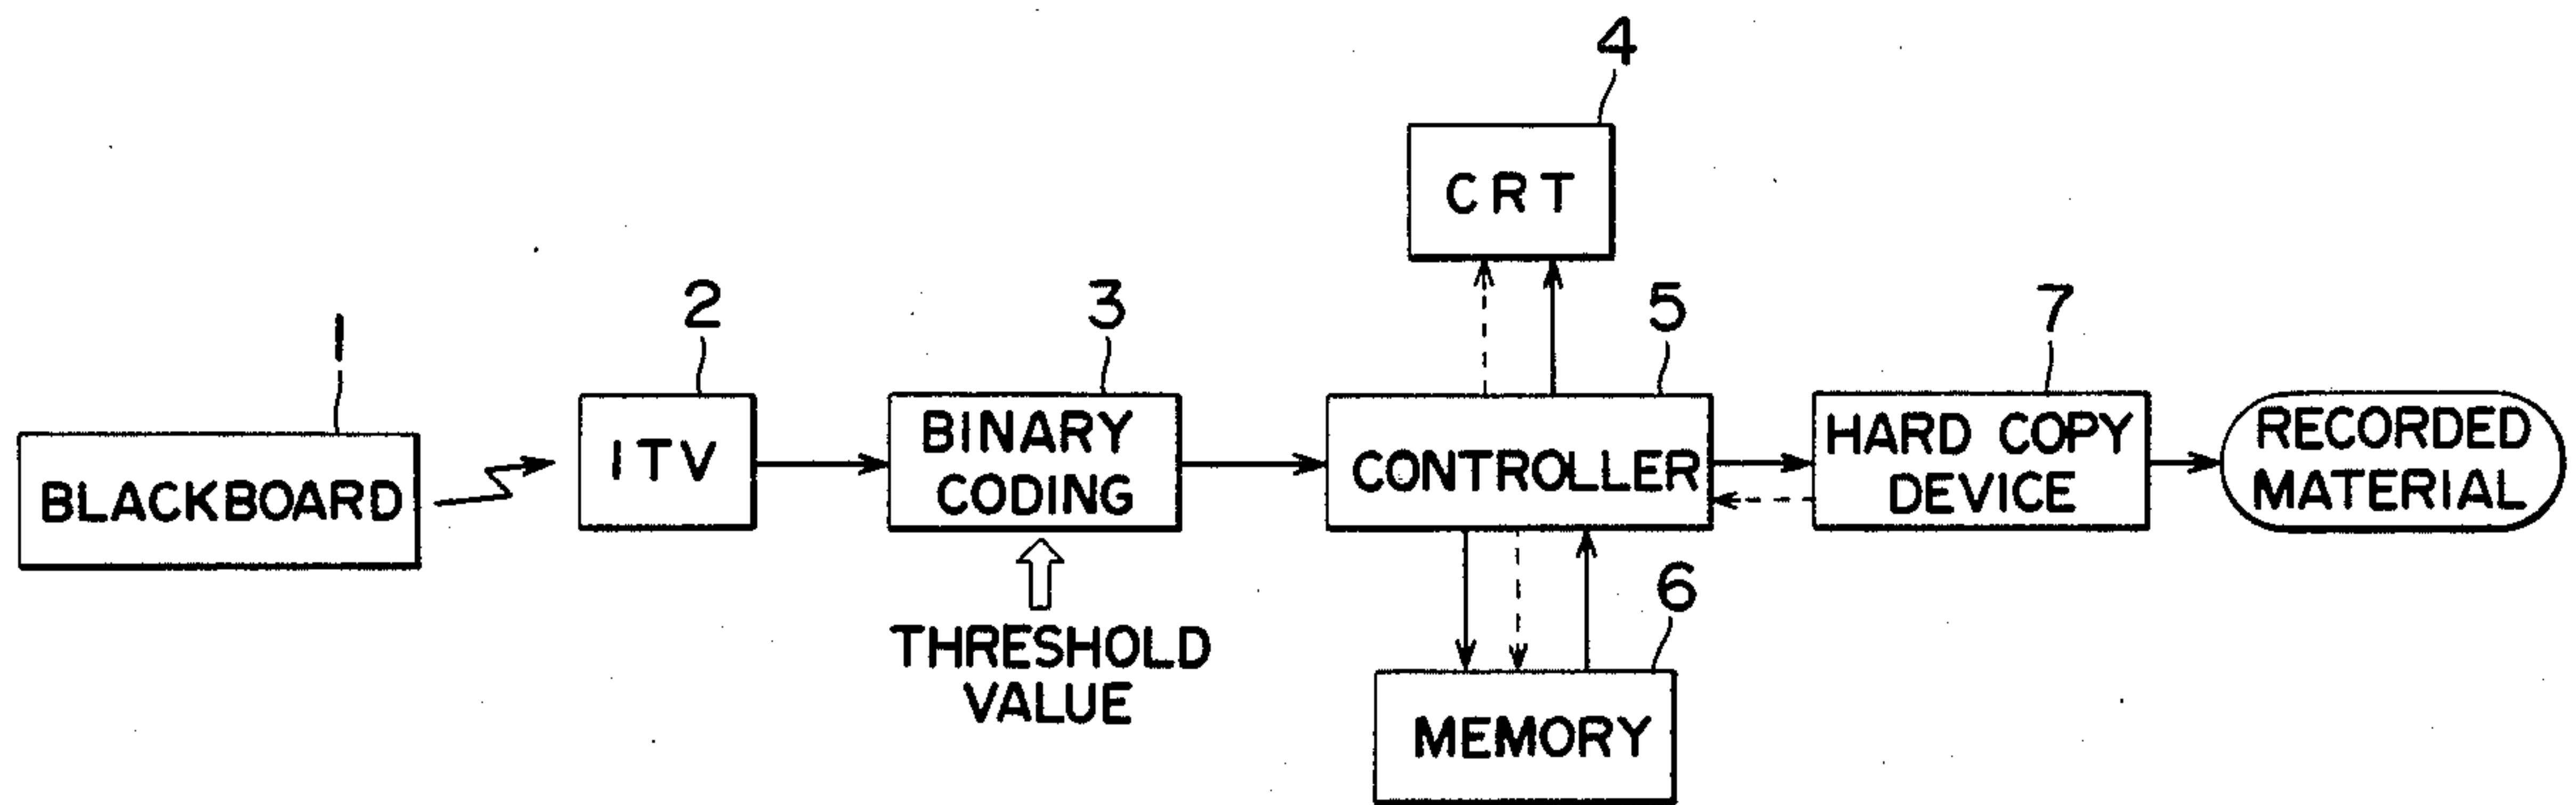 4
CRT
1
2
3
5
7
BLACKBOARD
ITV
BINARY
CODING
CONTROLLER
HARD COPY
DEVICE
RECORDED
MATERIAL
THRESHOLD
VALUE
6
MEMORY